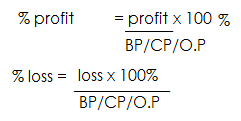 % profit = profit x 100 %
BP/CP/O.P
% loss = loss x 100%
BP/CP/O.P